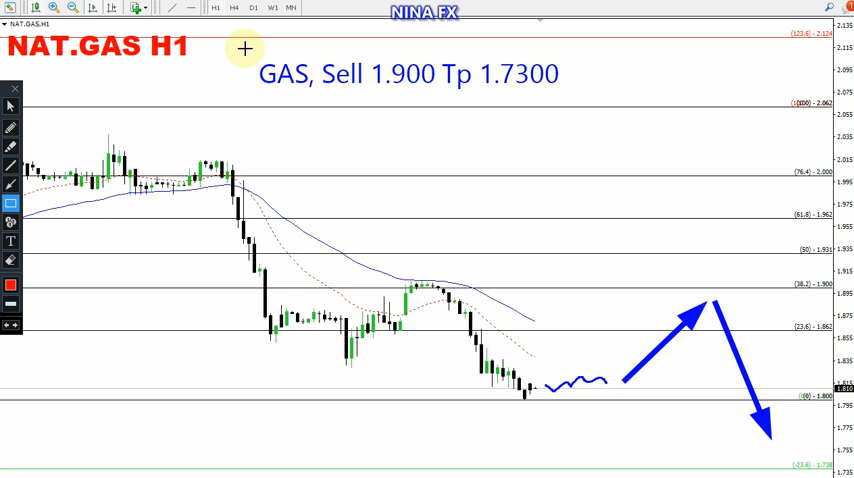 H1 H4 D1 W1 MN
NINA FX
NAT.GAS.H1
NAT.GAS H1
GAS, Sell 1.900 Tp 1.7300
(123.6) - 2.124
(100) - 2.062
(76.4) - 2.000
(61.8) - 1.962
(50) - 1.931
(38.2) - 1.900
(23.6) - 1.862
(0) - 1.800
(-23.6) - 1.738
2.135
2.115
2.095
2.075
2.055
2.035
2.015
1.995
1.975
1.955
1.935
1.915
1.895
1.875
1.855
1.835
1.815
1.810
1.795
1.775
1.755
1.735
T